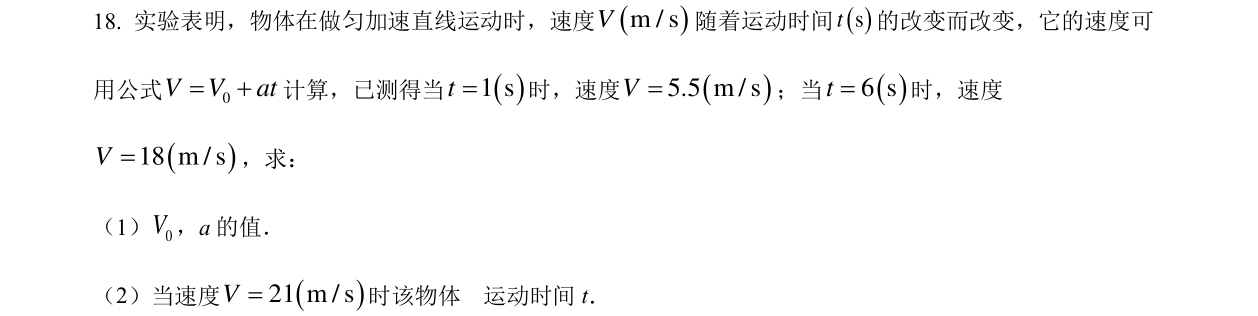 18. 实验表明，物体在做匀加速直线运动时，速度V(m/s)随着运动时间t(s)的改变而改变，它的速度可
用公式V=V₀+at计算，已测得当t=1(s)时，速度V=5.5(m/s)；当t=6(s)时，速度
V=18(m/s)，求：
（1）V₀，a的值．
（2）当速度V=21(m/s)时该物体 运动时间t．